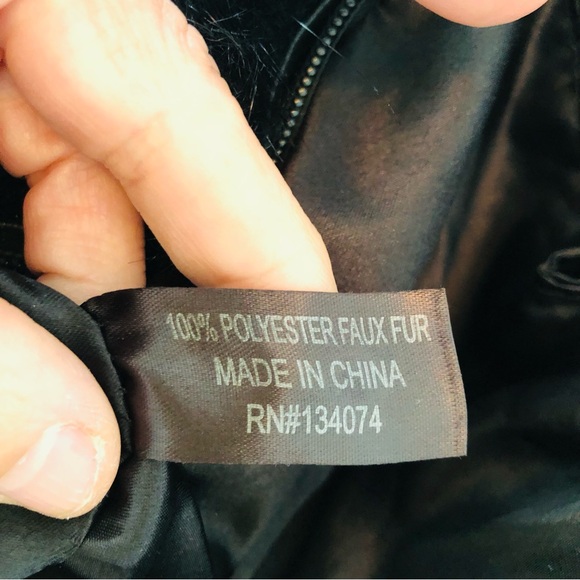 100% POLYESTER FAUX FUR
MADE IN CHINA
RN#134074